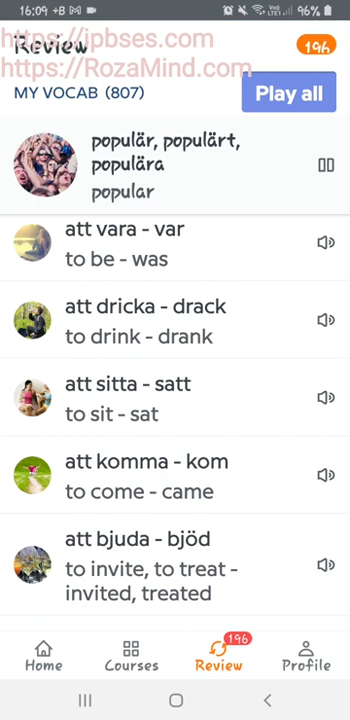 16:09 +B M Vo) LTE1 96%
https://jpbses.com
Review 196
https://RozaMind.com
MY VOCAB (807) Play all
populär, populärt,
populära
popular
att vara - var
to be - was
att dricka - drack
to drink - drank
att sitta - satt
to sit - sat
att komma - kom
to come - came
att bjuda - bjöd
to invite, to treat -
invited, treated
196
Home Courses Review Profile